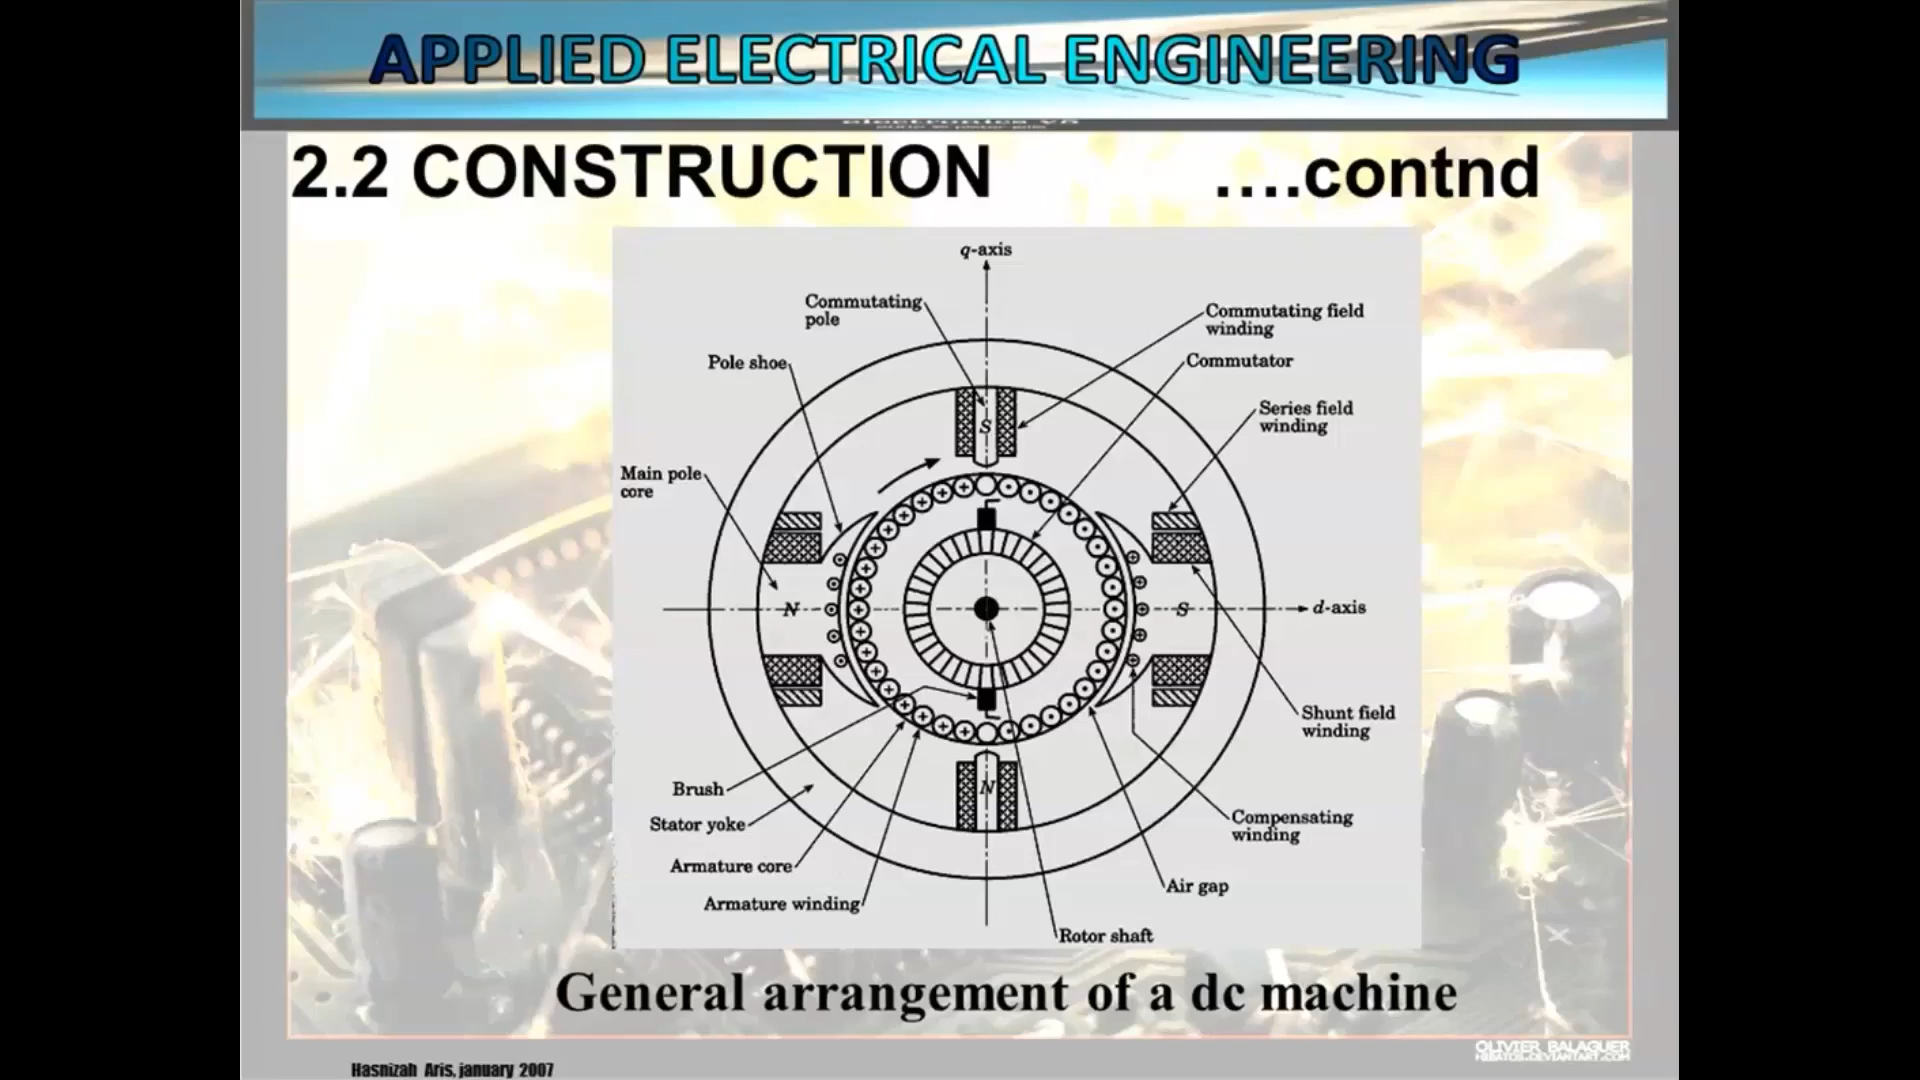 APPLIED ELECTRICAL ENGINEERING
2.2 CONSTRUCTION ....contnd
q-axis
Commutating
pole
Commutating field
winding
Pole shoe
Commutator
Series field
winding
Main pole
core
S
N
S
d-axis
Shunt field
winding
N
Brush
Stator yoke
Compensating
winding
Armature core
Air gap
Armature winding
Rotor shaft
General arrangement of a dc machine
OLIVIER BALAGUER
Hasnizah Aris, january 2007